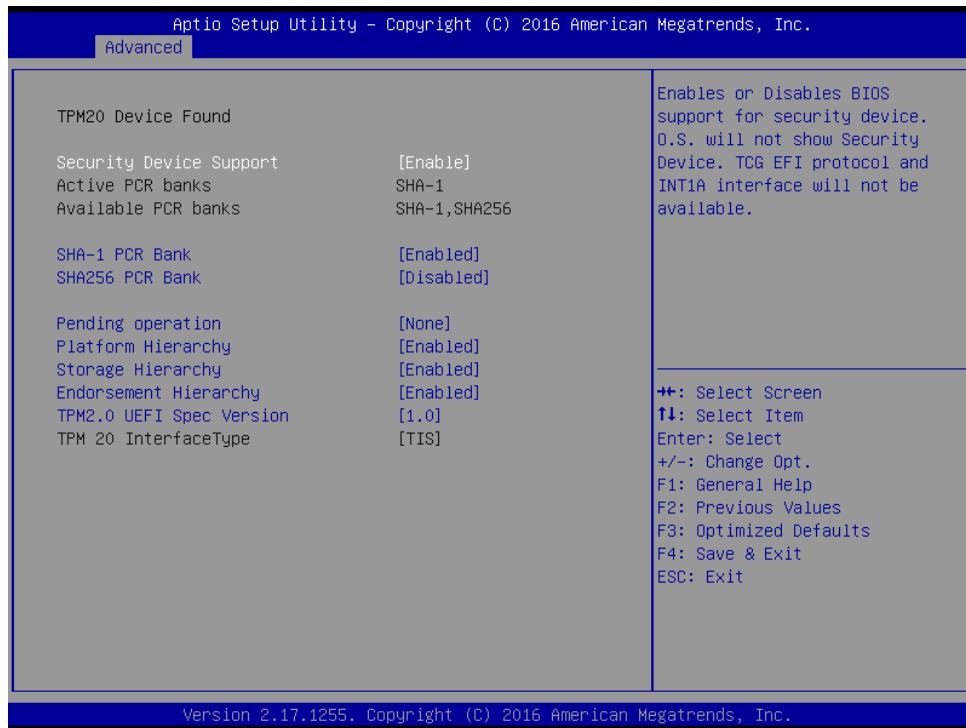 Aptio Setup Utility – Copyright (C) 2016 American Megatrends, Inc.
Advanced
TPM20 Device Found
Security Device Support [Enable]
Active PCR banks SHA-1
Available PCR banks SHA-1,SHA256
SHA-1 PCR Bank [Enabled]
SHA256 PCR Bank [Disabled]
Pending operation [None]
Platform Hierarchy [Enabled]
Storage Hierarchy [Enabled]
Endorsement Hierarchy [Enabled]
TPM2.0 UEFI Spec Version [1.0]
TPM 20 InterfaceType [TIS]
Enables or Disables BIOS
support for security device.
O.S. will not show Security
Device. TCG EFI protocol and
INT1A interface will not be
available.
→←: Select Screen
↑↓: Select Item
Enter: Select
+/-: Change Opt.
F1: General Help
F2: Previous Values
F3: Optimized Defaults
F4: Save & Exit
ESC: Exit
Version 2.17.1255. Copyright (C) 2016 American Megatrends, Inc.